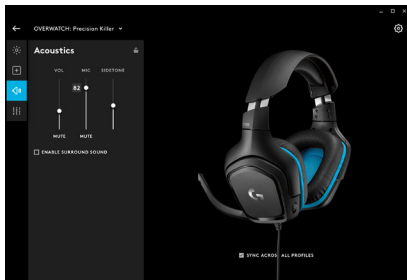 OVERWATCH: Precision Killer
Acoustics
VOL MIC SIDETONE
82
MUTE MUTE
ENABLE SURROUND SOUND
SYNC ACROSS ALL PROFILES